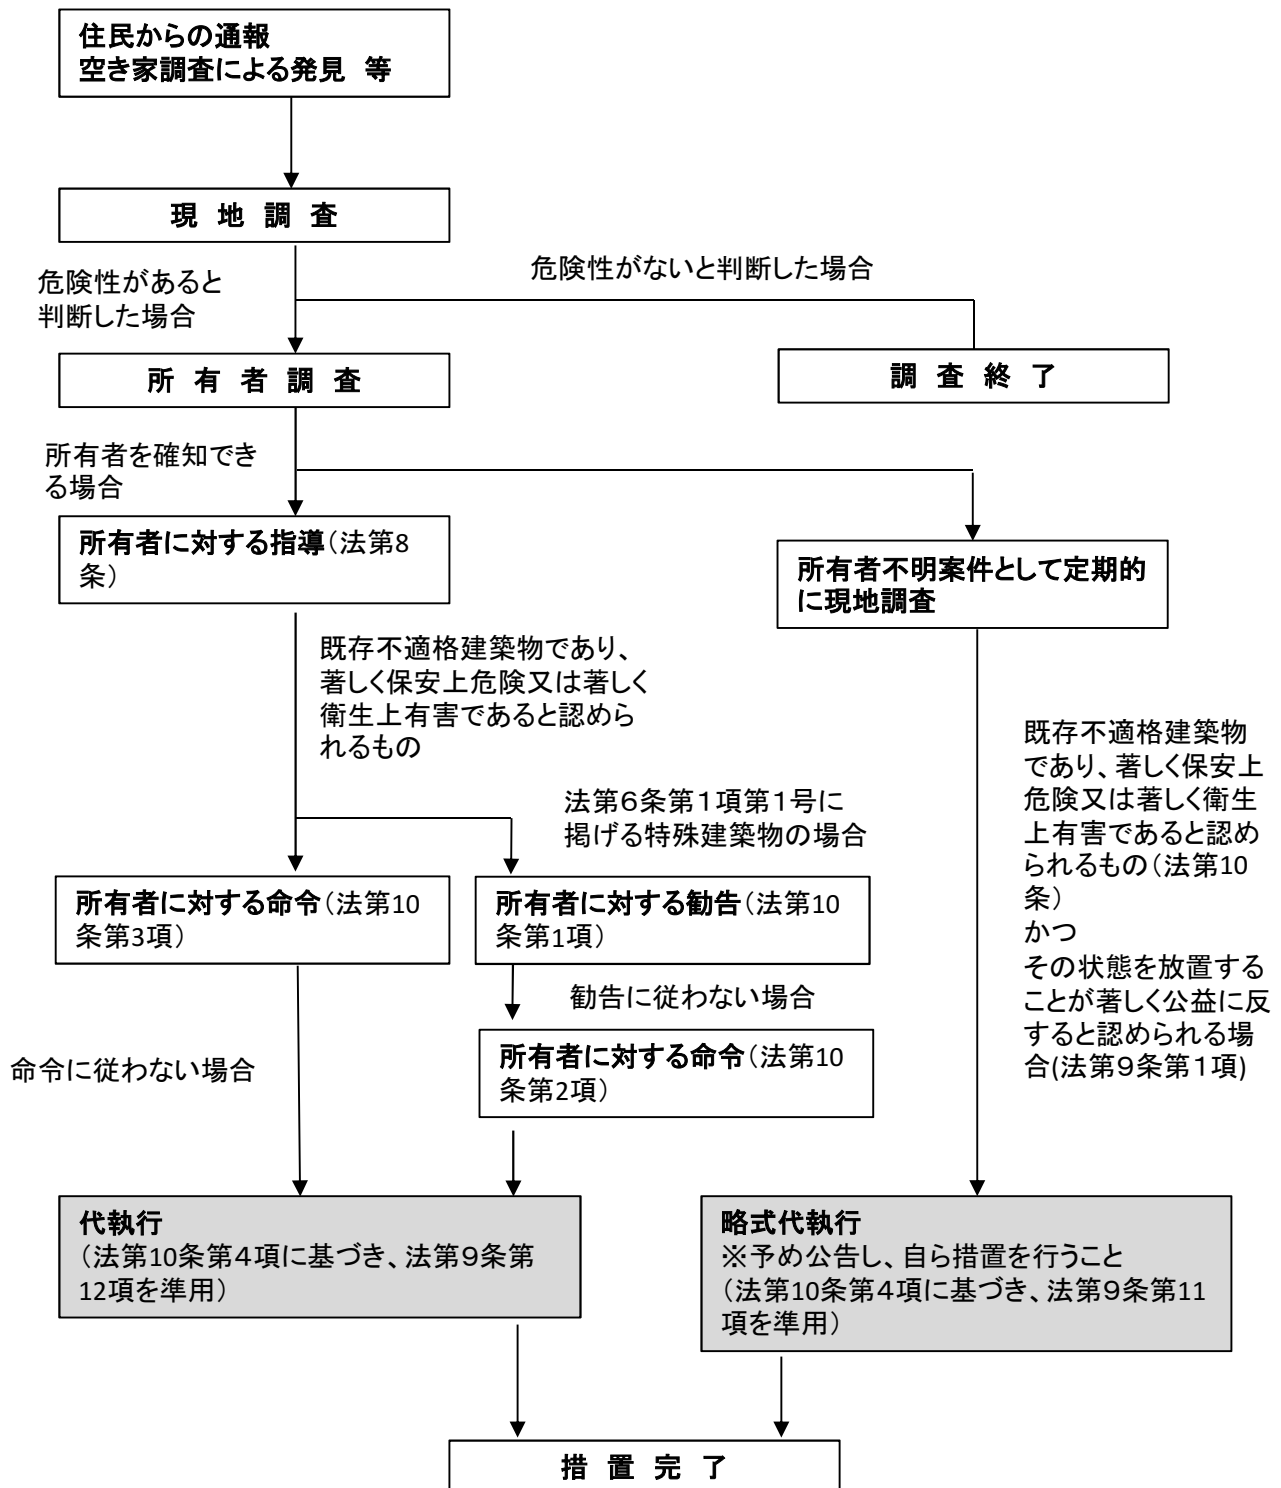 住民からの通報
空き家調査による発見　等
現　地　調　査
危険性があると
判断した場合
危険性がないと判断した場合
所　有　者　調　査
調　査　終　了
所有者を確知でき
る場合
所有者に対する指導（法第8
条）
所有者不明案件として定期的
に現地調査
既存不適格建築物であり、
著しく保安上危険又は著しく
衛生上有害であると認めら
れるもの
法第６条第１項第１号に
掲げる特殊建築物の場合
既存不適格建築物
であり、著しく保安上
危険又は著しく衛生
上有害であると認め
られるもの（法第10
条）
かつ
その状態を放置する
ことが著しく公益に反
すると認められる場
合(法第９条第１項)
所有者に対する命令（法第10
条第3項）
所有者に対する勧告（法第10
条第1項）
勧告に従わない場合
所有者に対する命令（法第10
条第2項）
命令に従わない場合
代執行
（法第10条第４項に基づき、法第９条第
12項を準用）
略式代執行
※予め公告し、自ら措置を行うこと
（法第10条第４項に基づき、法第９条第11
項を準用）
措　置　完　了